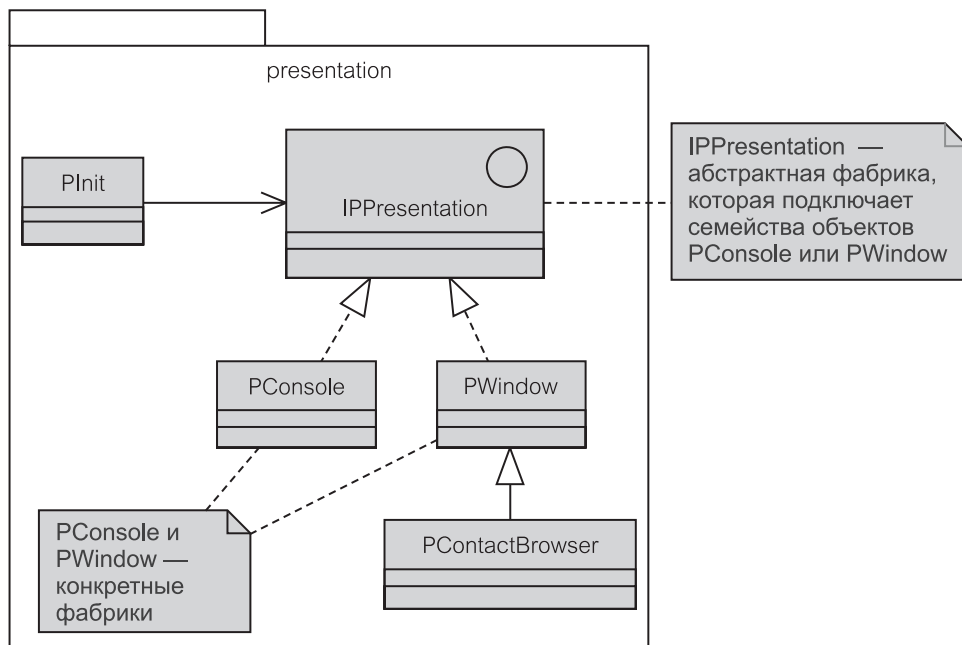 presentation
PInit
IPPresentation
IPPresentation —
абстрактная фабрика,
которая подключает
семейства объектов
PConsole или PWindow
PConsole
PWindow
PConsole и
PWindow —
конкретные
фабрики
PContactBrowser